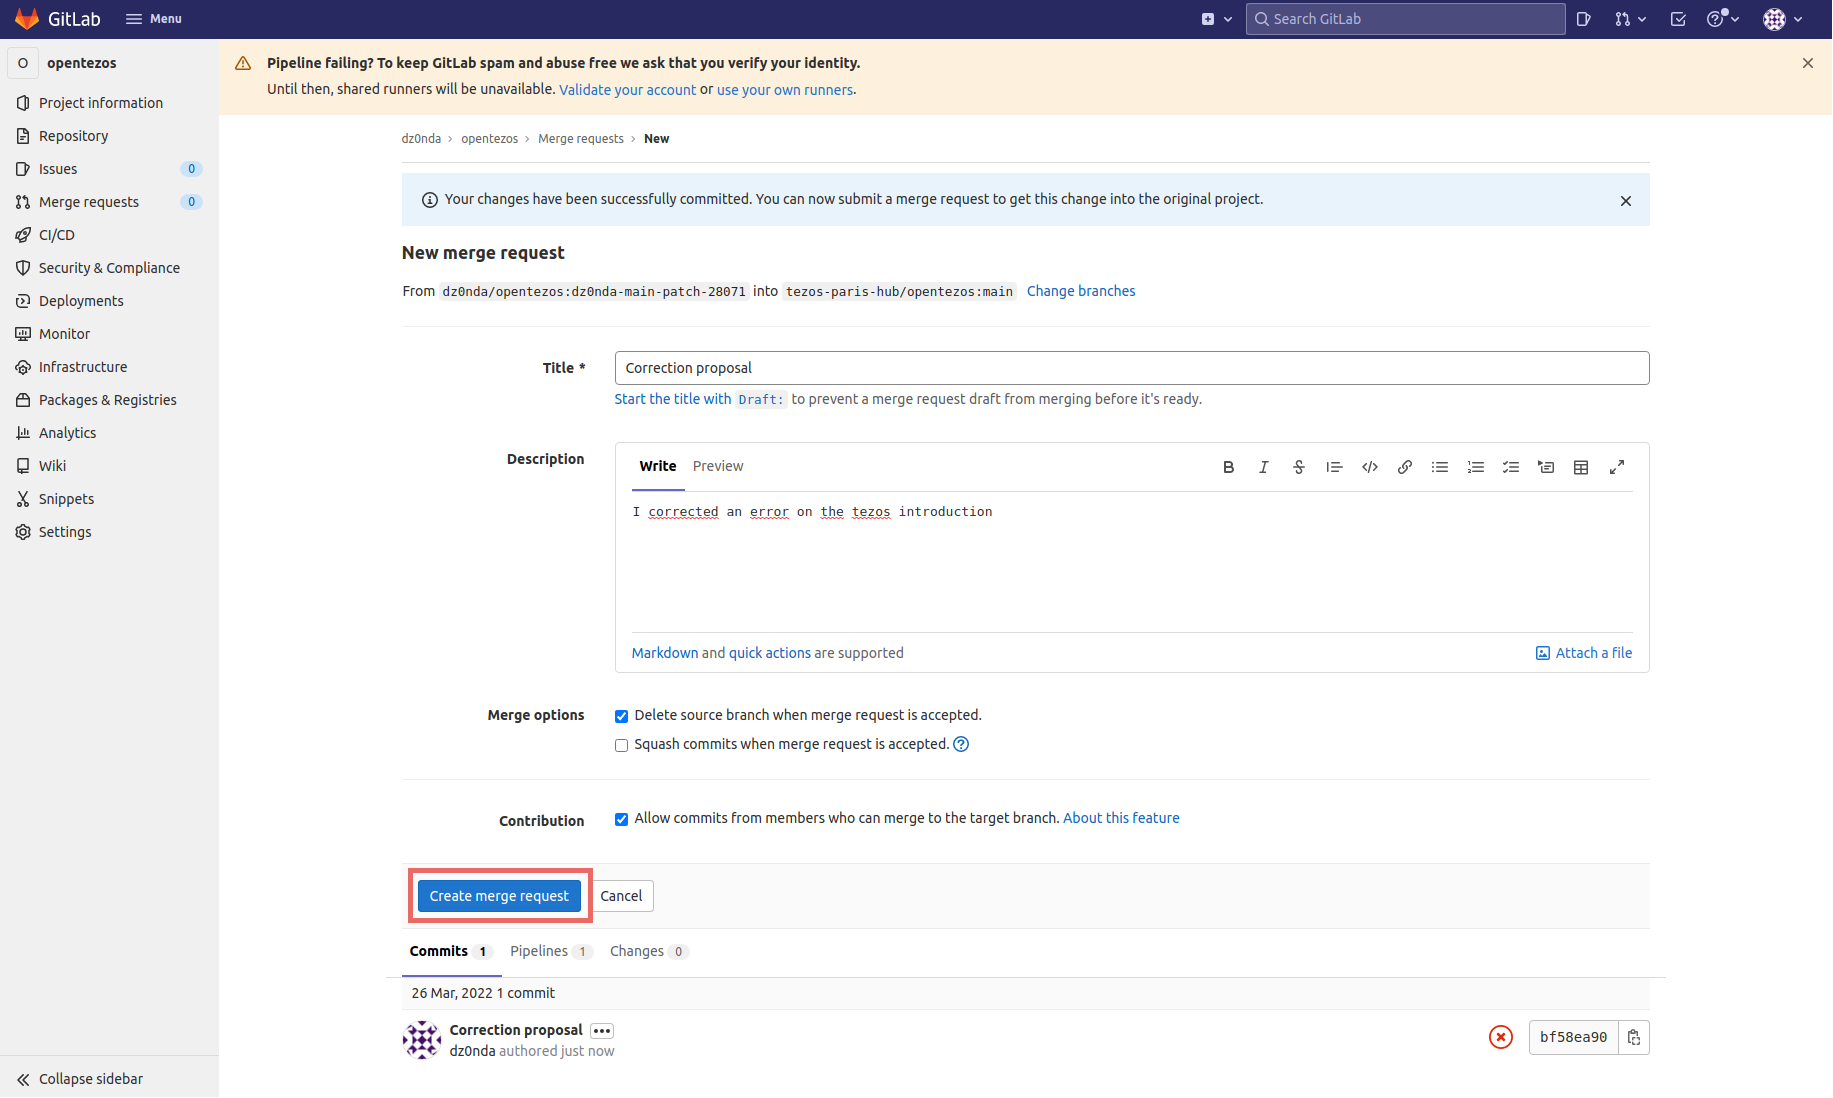 GitLab
Menu
Search GitLab
O
opentezos
Project information
Repository
Issues 0
Merge requests 0
CI/CD
Security & Compliance
Deployments
Monitor
Infrastructure
Packages & Registries
Analytics
Wiki
Snippets
Settings
Collapse sidebar
Pipeline failing? To keep GitLab spam and abuse free we ask that you verify your identity.
Until then, shared runners will be unavailable. Validate your account or use your own runners.
dz0nda › opentezos › Merge requests › New
Your changes have been successfully committed. You can now submit a merge request to get this change into the original project.
New merge request
From dz0nda/opentezos:dz0nda-main-patch-28071 into tezos-paris-hub/opentezos:main Change branches
Title * Correction proposal
Start the title with Draft: to prevent a merge request draft from merging before it's ready.
Description
Write Preview
I corrected an error on the tezos introduction
Markdown and quick actions are supported
Attach a file
Merge options
Delete source branch when merge request is accepted.
Squash commits when merge request is accepted.
Contribution
Allow commits from members who can merge to the target branch. About this feature
Create merge request Cancel
Commits 1 Pipelines 1 Changes 0
26 Mar, 2022 1 commit
Correction proposal
dz0nda authored just now
bf58ea90